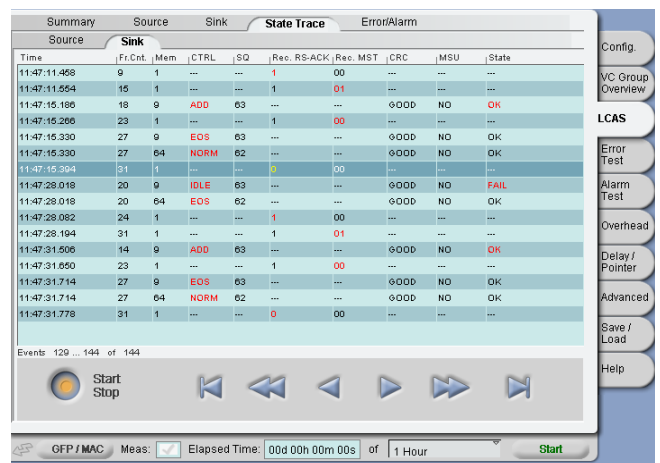 Summary Source Sink State Trace Error/Alarm
Source Sink
Time Fr.Cnt. Mem CTRL SQ Rec. RS-ACK Rec. MST CRC MSU State
11:47:11.458 9 1 --- --- 1 00 --- --- ---
11:47:11.554 15 1 --- --- 1 01 --- --- ---
11:47:15.186 18 9 ADD 63 --- --- GOOD NO OK
11:47:15.266 23 1 --- --- 1 00 --- --- ---
11:47:15.330 27 9 EOS 63 --- --- GOOD NO OK
11:47:15.330 27 64 NORM 62 --- --- GOOD NO OK
11:47:15.394 31 1 --- --- 0 00 --- --- ---
11:47:28.018 20 9 IDLE 63 --- --- GOOD NO FAIL
11:47:28.018 20 64 EOS 62 --- --- GOOD NO OK
11:47:28.082 24 1 --- --- 1 00 --- --- ---
11:47:28.194 31 1 --- --- 1 01 --- --- ---
11:47:31.506 14 9 ADD 63 --- --- GOOD NO OK
11:47:31.650 23 1 --- --- 1 00 --- --- ---
11:47:31.714 27 9 EOS 63 --- --- GOOD NO OK
11:47:31.714 27 64 NORM 62 --- --- GOOD NO OK
11:47:31.778 31 1 --- --- 0 00 --- --- ---
Events 129 ... 144 of 144
Start
Stop
Config.
VC Group
Overview
LCAS
Error
Test
Alarm
Test
Overhead
Delay /
Pointer
Advanced
Save /
Load
Help
GFP / MAC Meas: Elapsed Time: 00d 00h 00m 00s of 1 Hour Start